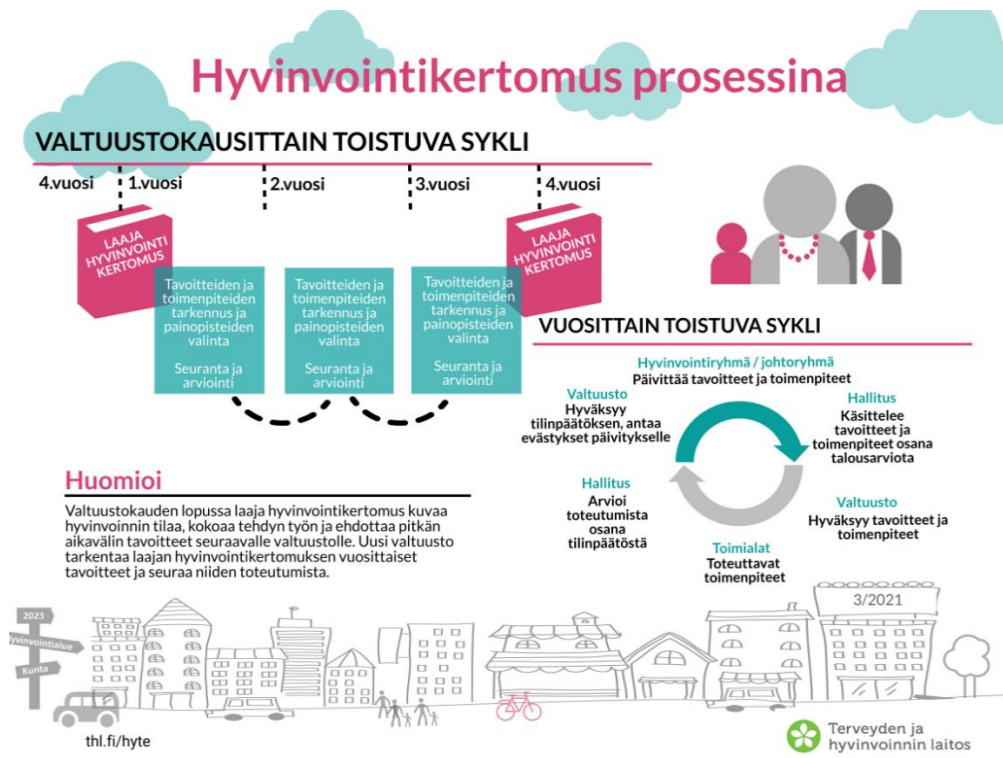 Hyvinvointikertomus prosessina
VALTUUSTOKAUSITTAIN TOISTUVA SYKLI
4.vuosi
1.vuosi
2.vuosi
3.vuosi
4.vuosi
LAAJA
HYVINVOINTI
KERTOMUS
Tavoitteiden ja
toimenpiteiden
tarkennus ja
painopisteiden
valinta
Seuranta ja
arviointi
Tavoitteiden ja
toimenpiteiden
tarkennus ja
painopisteiden
valinta
Seuranta ja
arviointi
Tavoitteiden ja
toimenpiteiden
tarkennus ja
painopisteiden
valinta
Seuranta ja
arviointi
LAAJA
HYVINVOINTI
KERTOMUS
VUOSITTAIN TOISTUVA SYKLI
Hyvinvointiryhmä / johtoryhmä
Päivittää tavoitteet ja toimenpiteet
Hallitus
Käsittelee
tavoitteet ja
toimenpiteet osana
talousarviota
Valtuusto
Hyväksyy tavoitteet ja
toimenpiteet
Toimialat
Toteuttavat
toimenpiteet
Hallitus
Arvioi
toteutumista
osana
tilinpäätöstä
Valtuusto
Hyväksyy
tilinpäätöksen, antaa
evästykset päivitykselle
Huomioi
Valtuustokauden lopussa laaja hyvinvointikertomus kuvaa
hyvinvoinnin tilaa, kokoaa tehdyn työn ja ehdottaa pitkän
aikavälin tavoitteet seuraavalle valtuustolle. Uusi valtuusto
tarkentaa laajan hyvinvointikertomuksen vuosittaiset
tavoitteet ja seuraa niiden toteutumista.
2023
Hyvinvointialue
Kunta
3/2021
thl.fi/hyte
Terveyden ja
hyvinvoinnin laitos